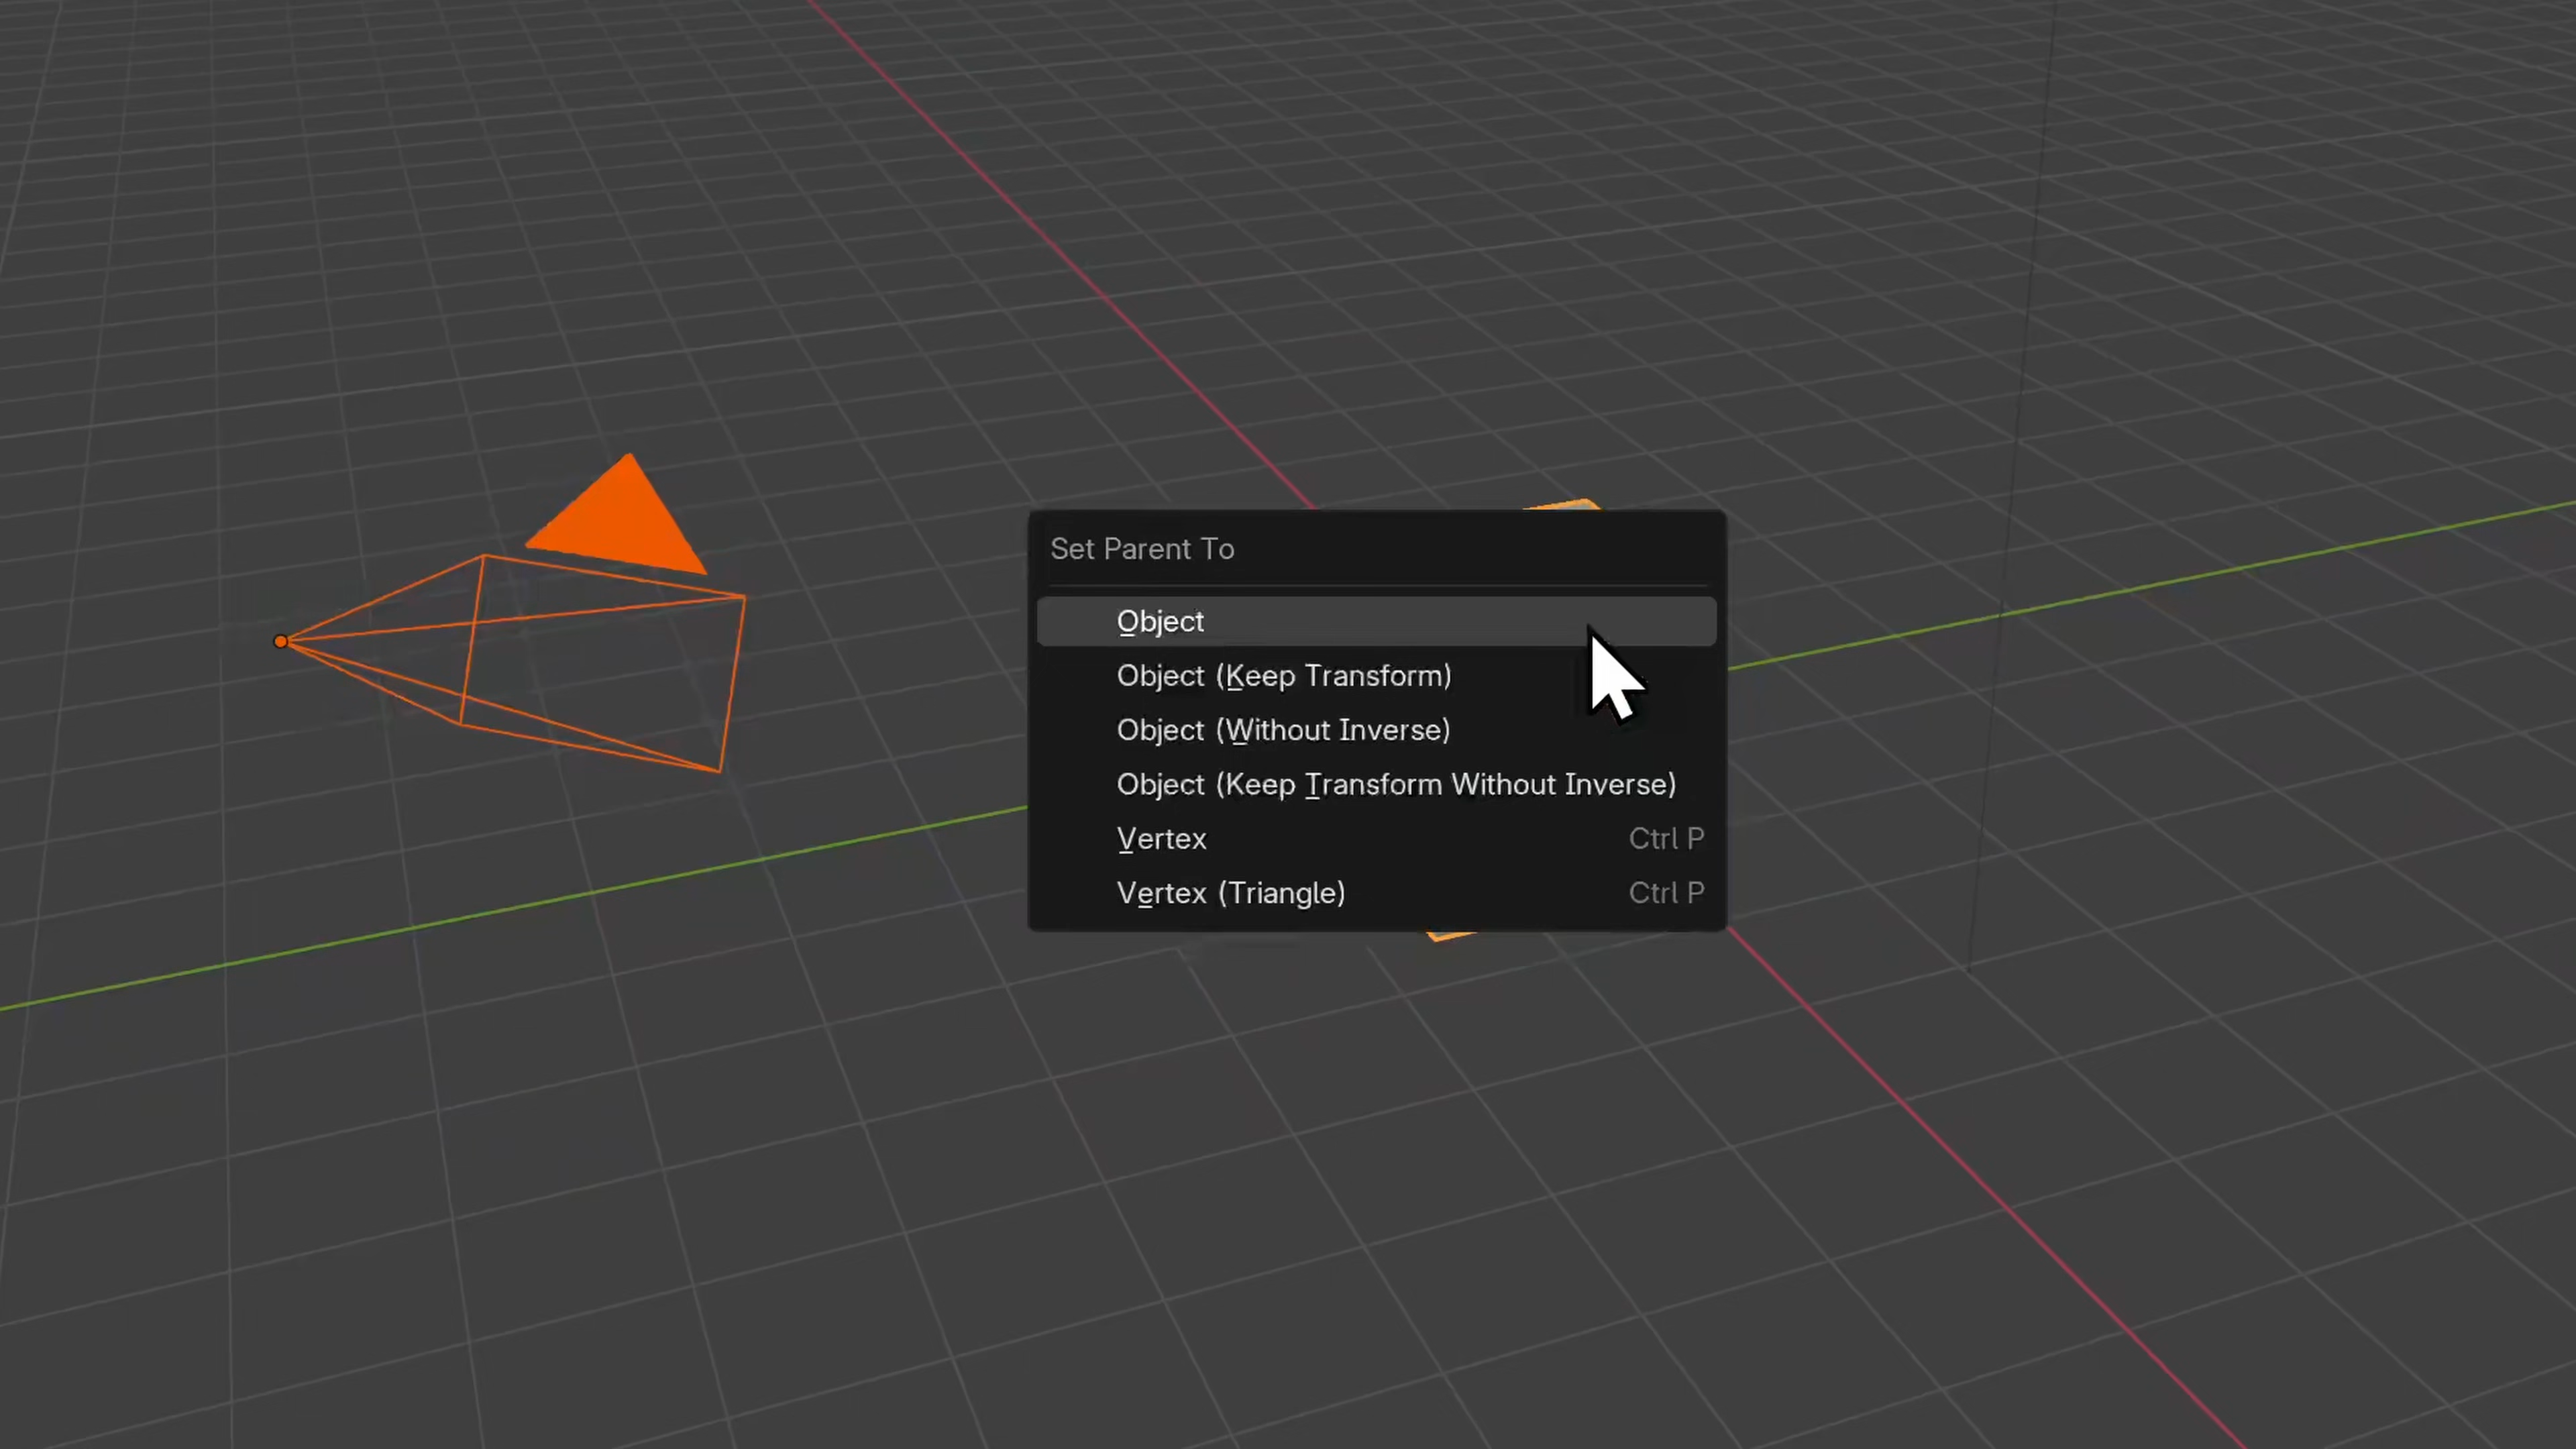 Set Parent To
Object
Object (Keep Transform)
Object (Without Inverse)
Object (Keep Transform Without Inverse)
Vertex Ctrl P
Vertex (Triangle) Ctrl P